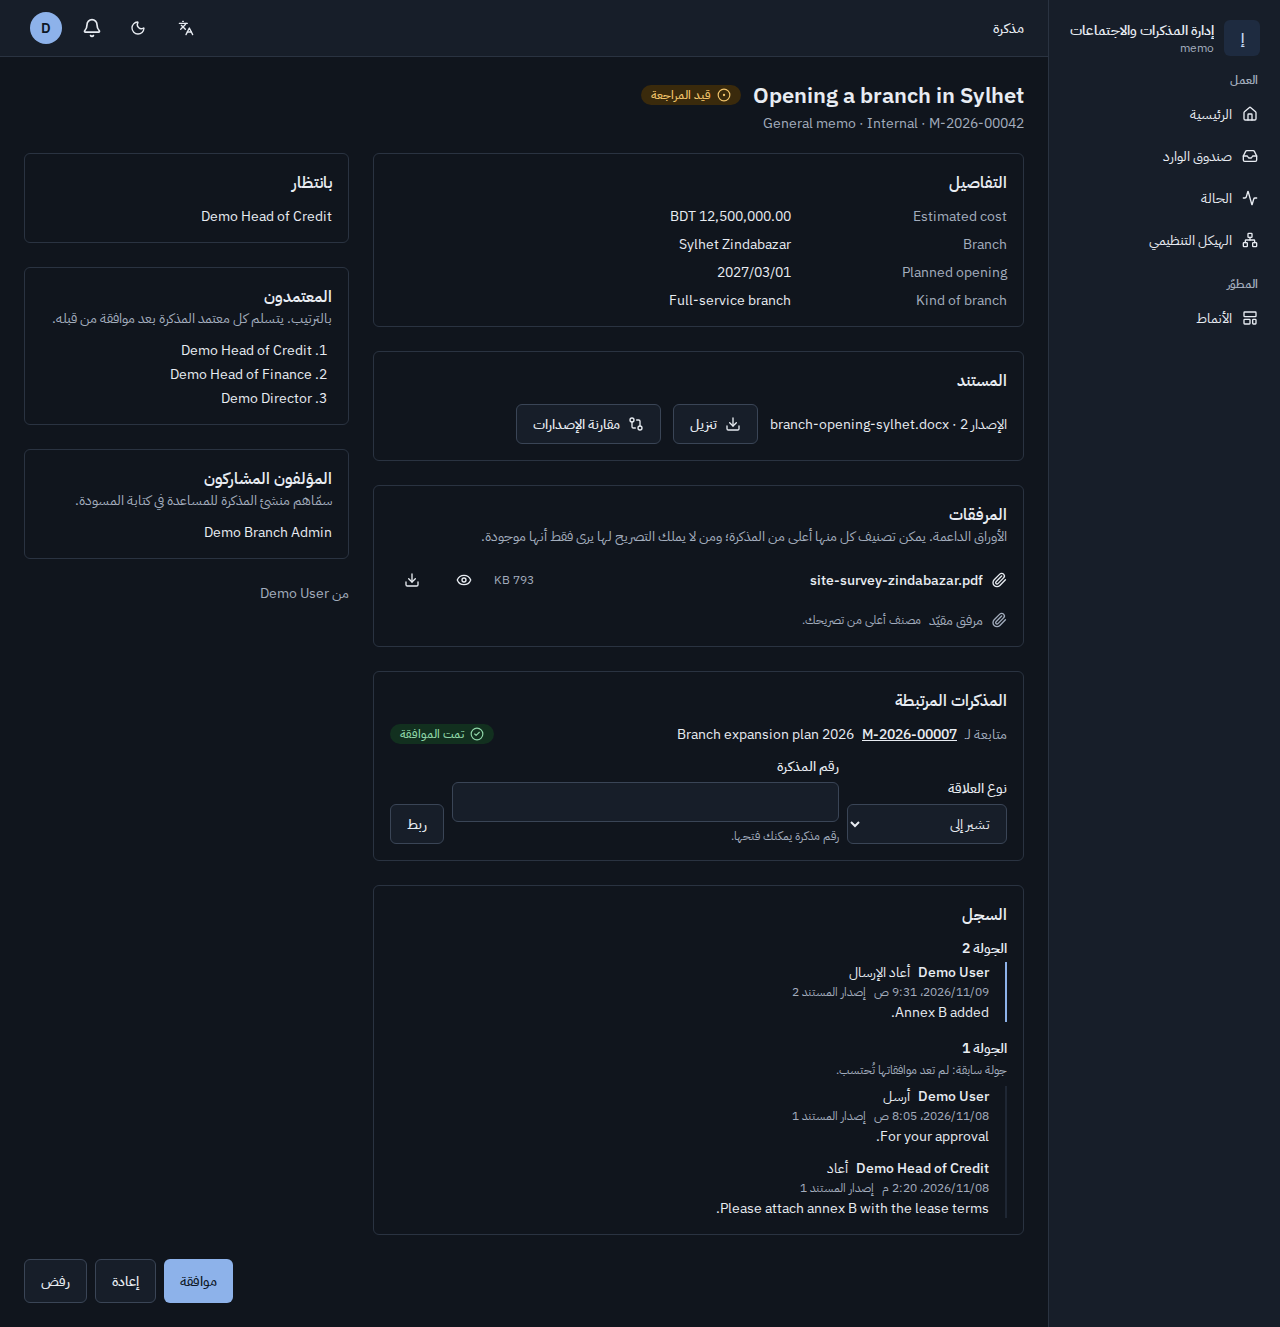 إدارة المذكرات والاجتماعات
memo
إ
العمل
الرئيسية
صندوق الوارد
الحالة
الهيكل التنظيمي
المطوّر
الأنماط
مذكرة
D
Opening a branch in Sylhet
قيد المراجعة
General memo · Internal · M-2026-00042
التفاصيل
Estimated cost
BDT 12,500,000.00
Branch
Sylhet Zindabazar
Planned opening
2027/03/01
Kind of branch
Full-service branch
المستند
الإصدار 2 · branch-opening-sylhet.docx
تنزيل
مقارنة الإصدارات
المرفقات
الأوراق الداعمة. يمكن تصنيف كل منها أعلى من المذكرة؛ ومن لا يملك التصريح لها يرى فقط أنها موجودة.
site-survey-zindabazar.pdf
793 KB
مرفق مقيّد
مصنف أعلى من تصريحك.
المذكرات المرتبطة
متابعة لـ M-2026-00007 Branch expansion plan 2026
تمت الموافقة
نوع العلاقة
تشير إلى
رقم المذكرة
رقم مذكرة يمكنك فتحها.
ربط
السجل
الجولة 2
Demo User أعاد الإرسال
2026/11/09، 9:31 ص إصدار المستند 2
Annex B added.
الجولة 1
جولة سابقة: لم تعد موافقاتها تُحتسب.
Demo User أرسل
2026/11/08، 8:05 ص إصدار المستند 1
For your approval.
Demo Head of Credit أعاد
2026/11/08، 2:20 م إصدار المستند 1
Please attach annex B with the lease terms.
بانتظار
Demo Head of Credit
المعتمدون
بالترتيب. يتسلم كل معتمد المذكرة بعد موافقة من قبله.
1. Demo Head of Credit
2. Demo Head of Finance
3. Demo Director
المؤلفون المشاركون
سمّاهم منشئ المذكرة للمساعدة في كتابة المسودة.
Demo Branch Admin
من Demo User
موافقة
إعادة
رفض